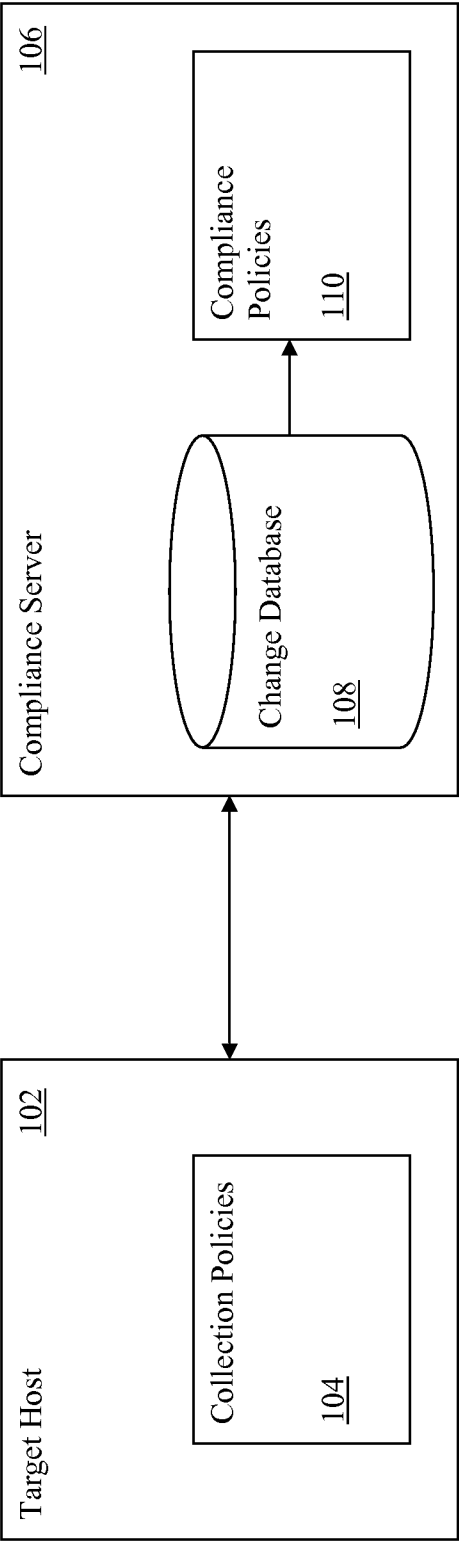 Target Host
102
Collection Policies
104
Compliance Server
106
Change Database
108
Compliance
Policies
110